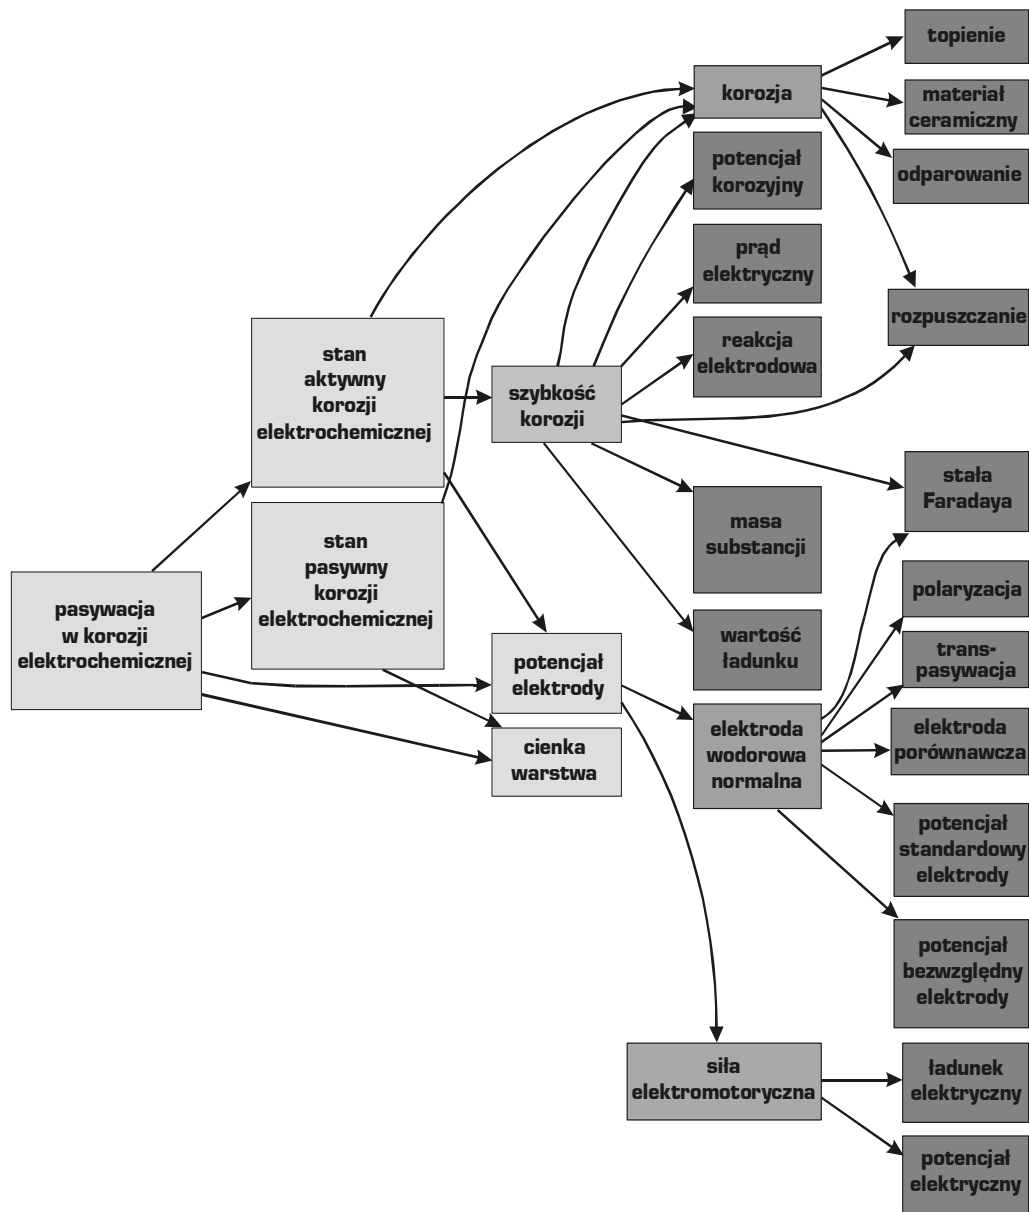 topienie
korozja
materiał
ceramiczny
potencjał
korozyjny
odparowanie
prąd
elektryczny
rozpuszczanie
stan
aktywny
korozji
elektrochemicznej
reakcja
elektrodowa
szybkość
korozji
stała
Faradaya
masa
substancji
stan
pasywny
korozji
elektrochemicznej
polaryzacja
pasywacja
w korozji
elektrochemicznej
wartość
ładunku
trans-
pasywacja
potencjał
elektrody
elektroda
wodorowa
normalna
elektroda
porównawcza
cienka
warstwa
potencjał
standardowy
elektrody
potencjał
bezwzględny
elektrody
siła
elektromotoryczna
ładunek
elektryczny
potencjał
elektryczny